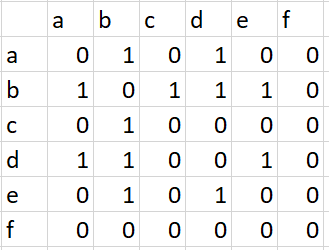 a b c d e f
a 0 1 0 1 0 0
b 1 0 1 1 1 0
c 0 1 0 0 0 0
d 1 1 0 0 1 0
e 0 1 0 1 0 0
f 0 0 0 0 0 0